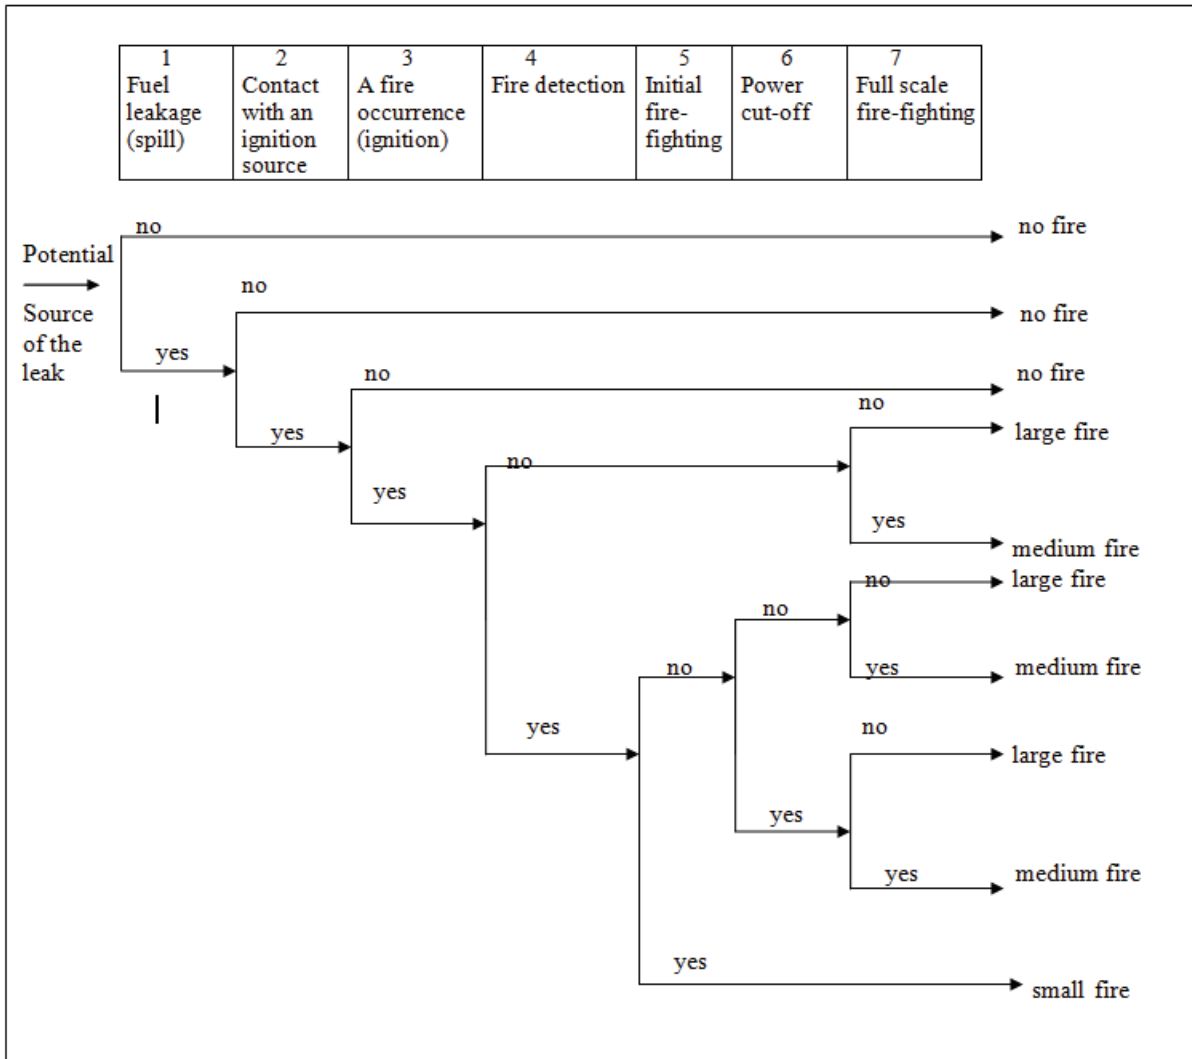 1
Fuel
leakage
(spill)
2
Contact
with an
ignition
source
3
A fire
occurrence
(ignition)
4
Fire detection
5
Initial
fire-
fighting
6
Power
cut-off
7
Full scale
fire-fighting
Potential
Source
of the
leak
no
no fire
no
no fire
yes
no
no fire
yes
no
large fire
no
yes
yes
medium fire
no
large fire
no
no
yes
medium fire
yes
no
large fire
yes
yes
medium fire
yes
small fire